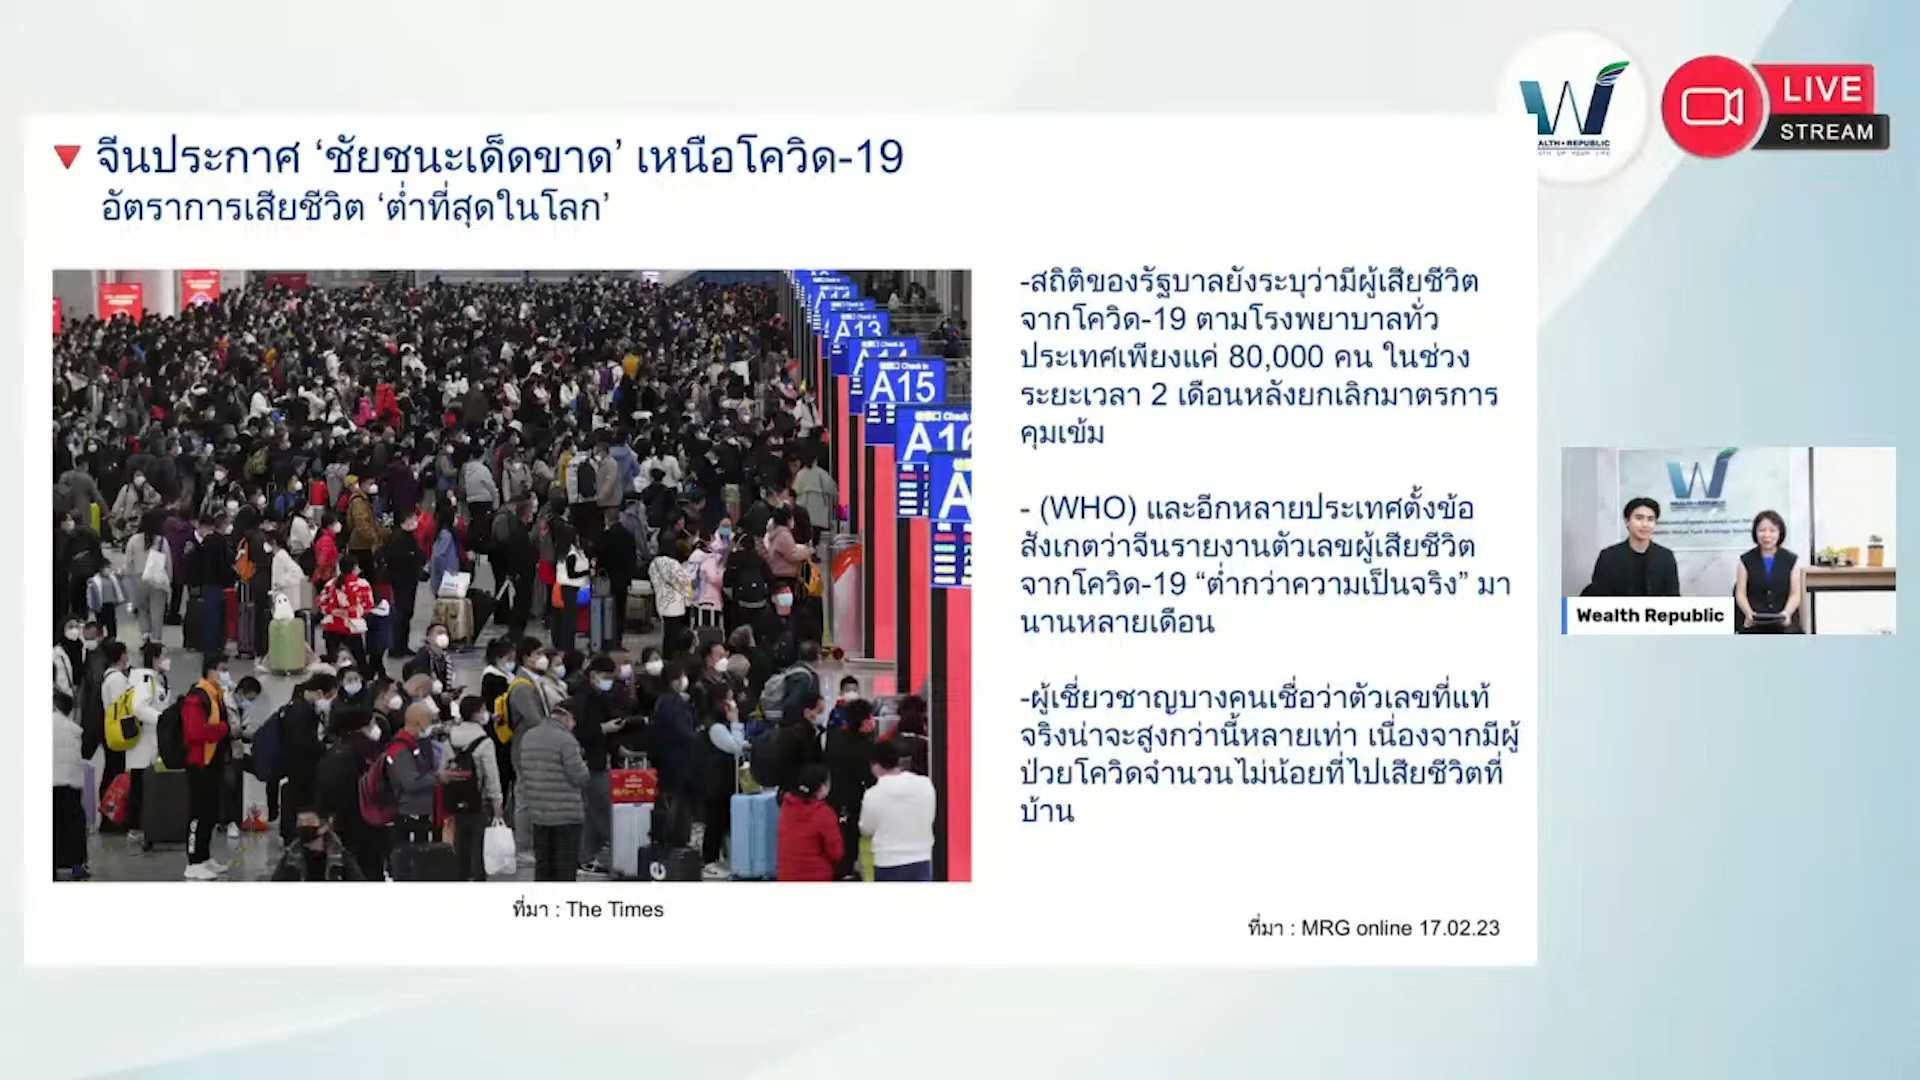 จีนประกาศ ‘ชัยชนะเด็ดขาด’ เหนือโควิด-19
อัตราการเสียชีวิต ‘ต่ำที่สุดในโลก’
LIVE
STREAM
A13
A15
-สถิติของรัฐบาลยังระบุว่ามีผู้เสียชีวิต
จากโควิด-19 ตามโรงพยาบาลทั่ว
ประเทศเพียงแค่ 80,000 คน ในช่วง
ระยะเวลา 2 เดือนหลังยกเลิกมาตรการ
คุมเข้ม
- (WHO) และอีกหลายประเทศตั้งข้อ
สังเกตว่าจีนรายงานตัวเลขผู้เสียชีวิต
จากโควิด-19 “ต่ำกว่าความเป็นจริง” มา
นานหลายเดือน
-ผู้เชี่ยวชาญบางคนเชื่อว่าตัวเลขที่แท้
จริงน่าจะสูงกว่านี้หลายเท่า เนื่องจากมีผู้
ป่วยโควิดจำนวนไม่น้อยที่ไปเสียชีวิตที่
บ้าน
Wealth Republic
ที่มา : The Times
ที่มา : MRG online 17.02.23